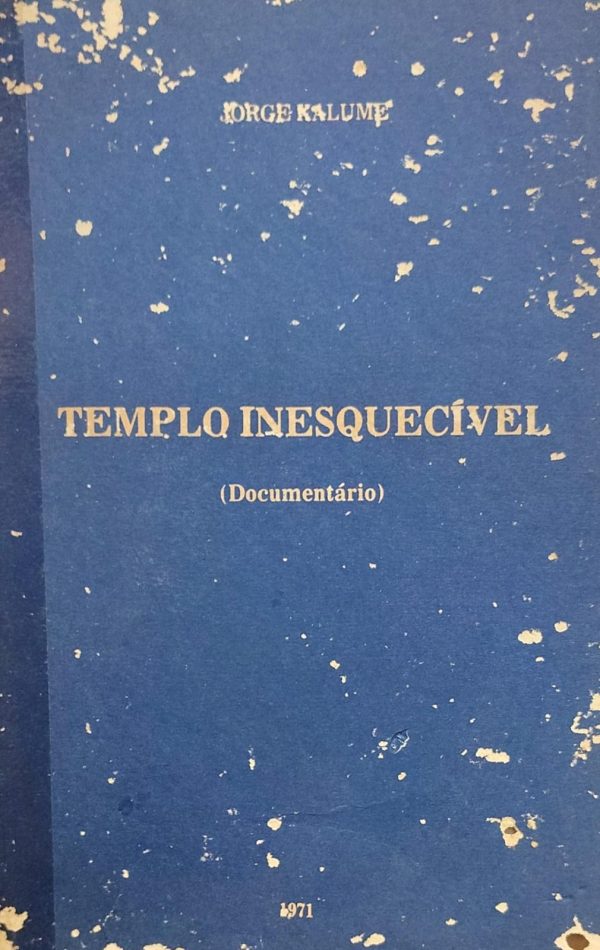 JORGE KALUME
TEMPLO INESQUECÍVEL
(Documentário)
1971